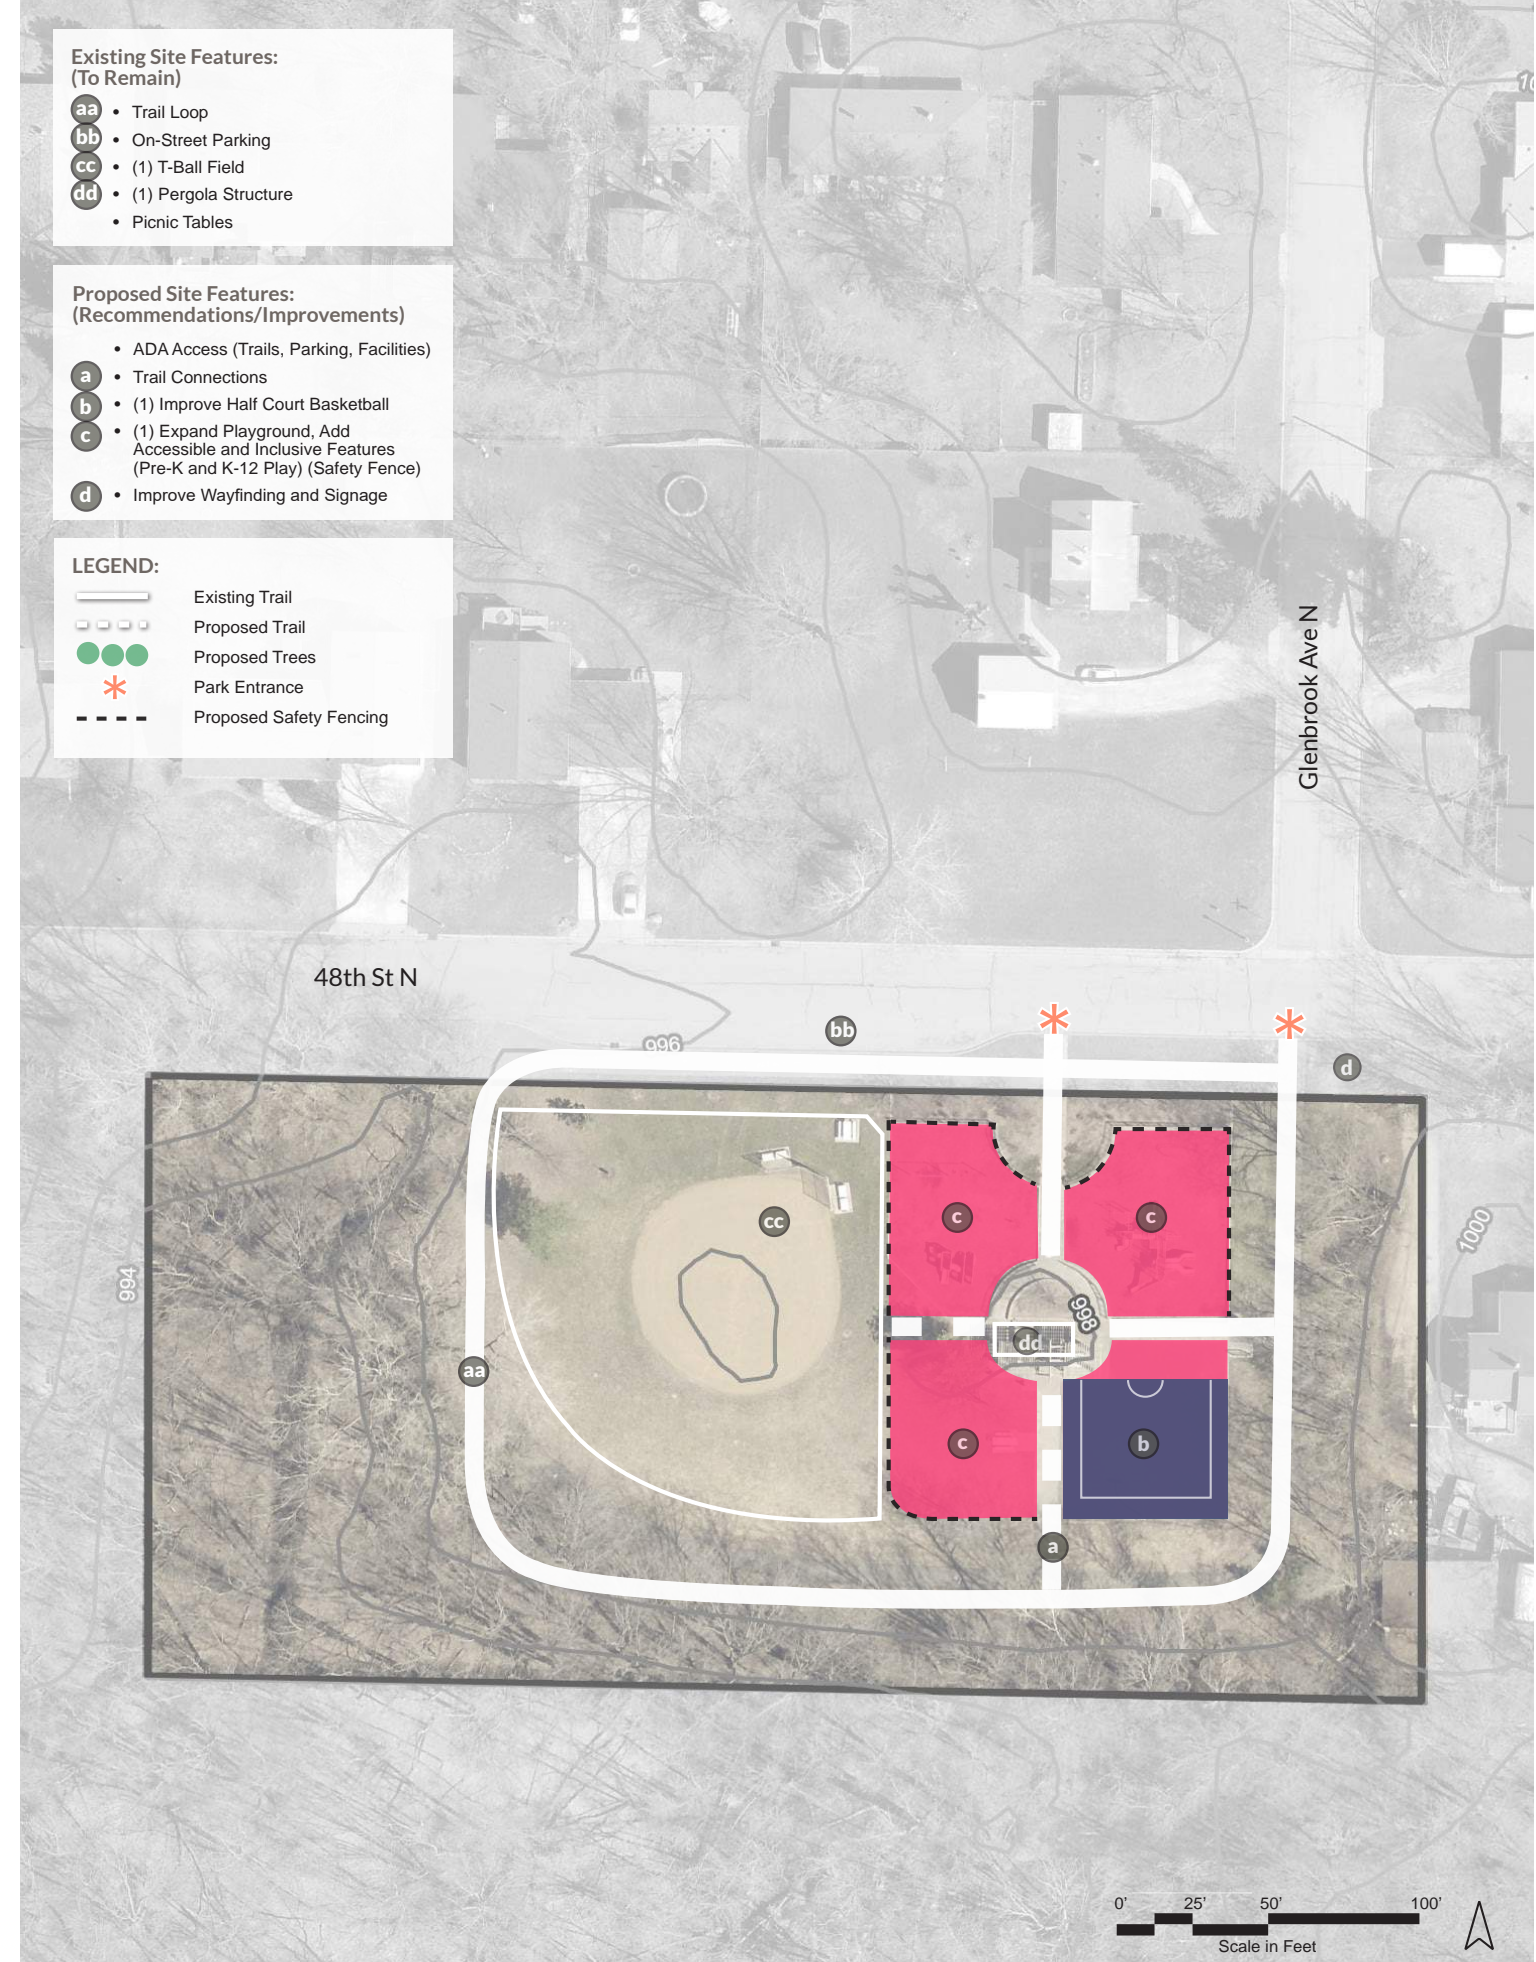 Existing Site Features:
(To Remain)
aa • Trail Loop
bb • On-Street Parking
cc • (1) T-Ball Field
dd • (1) Pergola Structure
• Picnic Tables
Proposed Site Features:
(Recommendations/Improvements)
• ADA Access (Trails, Parking, Facilities)
a • Trail Connections
b • (1) Improve Half Court Basketball
c • (1) Expand Playground, Add
Accessible and Inclusive Features
(Pre-K and K-12 Play) (Safety Fence)
d • Improve Wayfinding and Signage
LEGEND:
Existing Trail
Proposed Trail
Proposed Trees
Park Entrance
Proposed Safety Fencing
Glenbrook Ave N
48th St N
bb
996
d
cc
c
c
1000
994
998
dd
aa
c
b
a
0' 25' 50' 100'
Scale in Feet